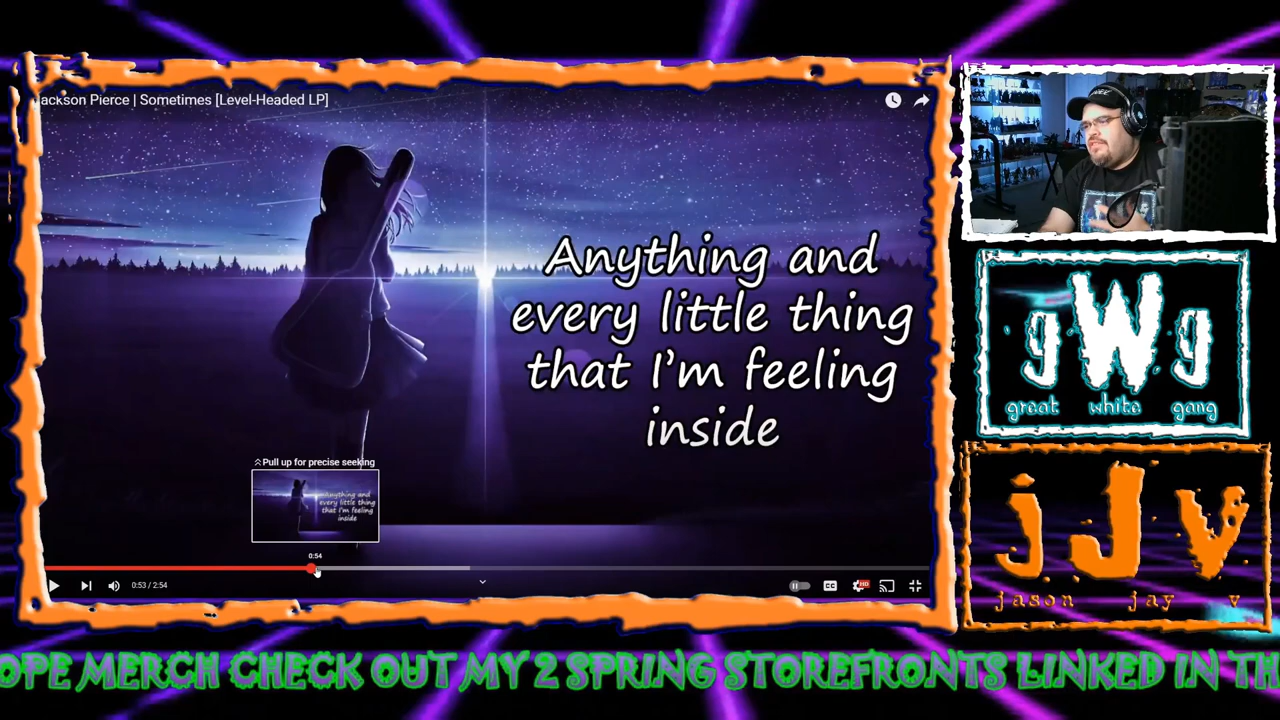 ackson Pierce | Sometimes [Level-Headed LP]
Anything and
every little thing
that I'm feeling
inside
Pull up for precise seeking
Anything and
every little thing
that I'm feeling
inside
0:54
0:53 / 2:54
CC
HD
gWg
great white gang
jJv
jason jay v
OPE MERCH CHECK OUT MY 2 SPRING STOREFRONTS LINKED IN TH